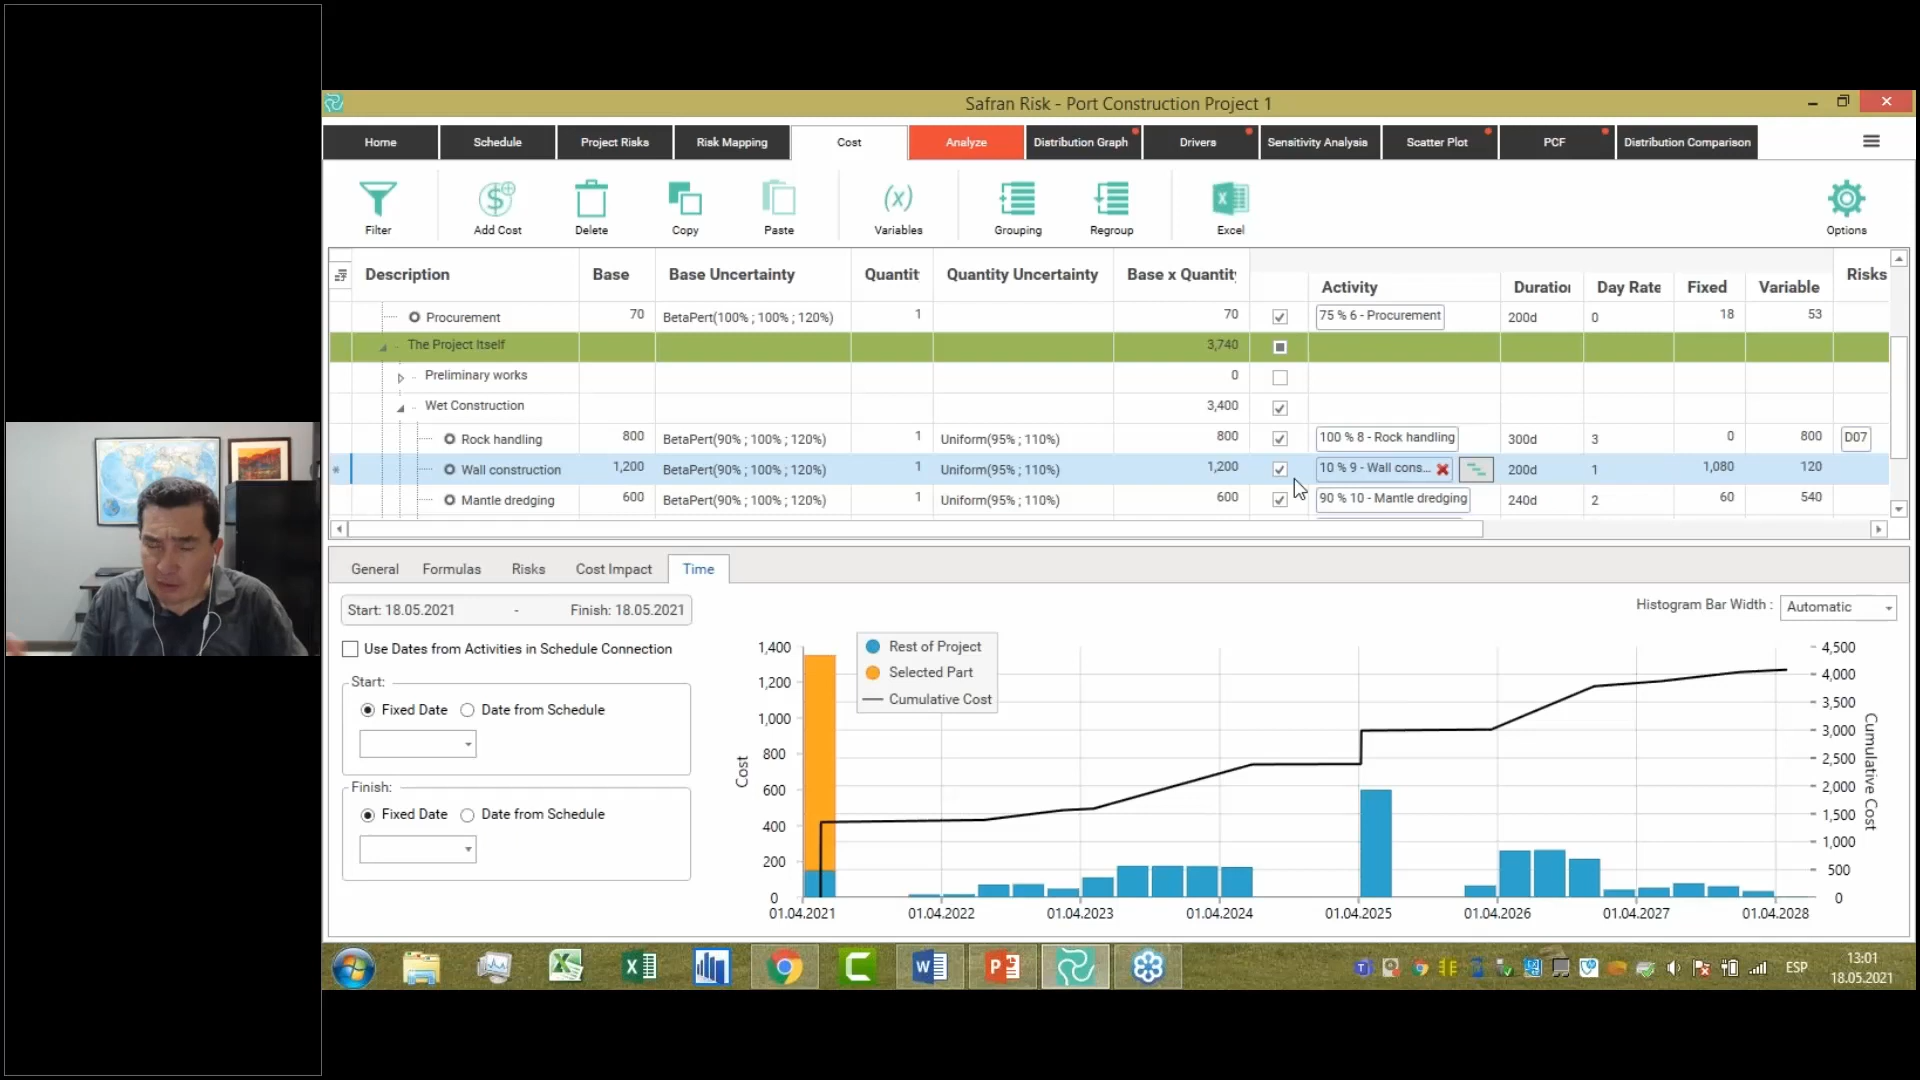 Safran Risk - Port Construction Project 1
Home Schedule Project Risks Risk Mapping Cost Analyze Distribution Graph Drivers Sensitivity Analysis Scatter Plot PCF Distribution Comparison
Filter Add Cost Delete Copy Paste Variables Grouping Regroup Excel Options
Description Base Base Uncertainty Quantit Quantity Uncertainty Base x Quantity Activity Duratior Day Rate Fixed Variable Risks
Procurement 70 BetaPert(100% ; 100% ; 120%) 1 70 75 % 6 - Procurement 200d 0 18 53
The Project Itself 3,740
Preliminary works 0
Wet Construction 3,400
Rock handling 800 BetaPert(90% ; 100% ; 120%) 1 Uniform(95% ; 110%) 800 100 % 8 - Rock handling 300d 3 0 800 D07
Wall construction 1,200 BetaPert(90% ; 100% ; 120%) 1 Uniform(95% ; 110%) 1,200 10 % 9 - Wall cons... 200d 1 1,080 120
Mantle dredging 600 BetaPert(90% ; 100% ; 120%) 1 Uniform(95% ; 110%) 600 90 % 10 - Mantle dredging 240d 2 60 540
General Formulas Risks Cost Impact Time
Start: 18.05.2021 - Finish: 18.05.2021
Histogram Bar Width : Automatic
Use Dates from Activities in Schedule Connection
Start:
Fixed Date Date from Schedule
Finish:
Fixed Date Date from Schedule
Rest of Project
Selected Part
Cumulative Cost
Cost
1,400
1,200
1,000
800
600
400
200
0
4,500
4,000
3,500
3,000
2,500
2,000
1,500
1,000
500
0
Cumulative Cost
01.04.2021 01.04.2022 01.04.2023 01.04.2024 01.04.2025 01.04.2026 01.04.2027 01.04.2028
ESP
13:01
18.05.2021